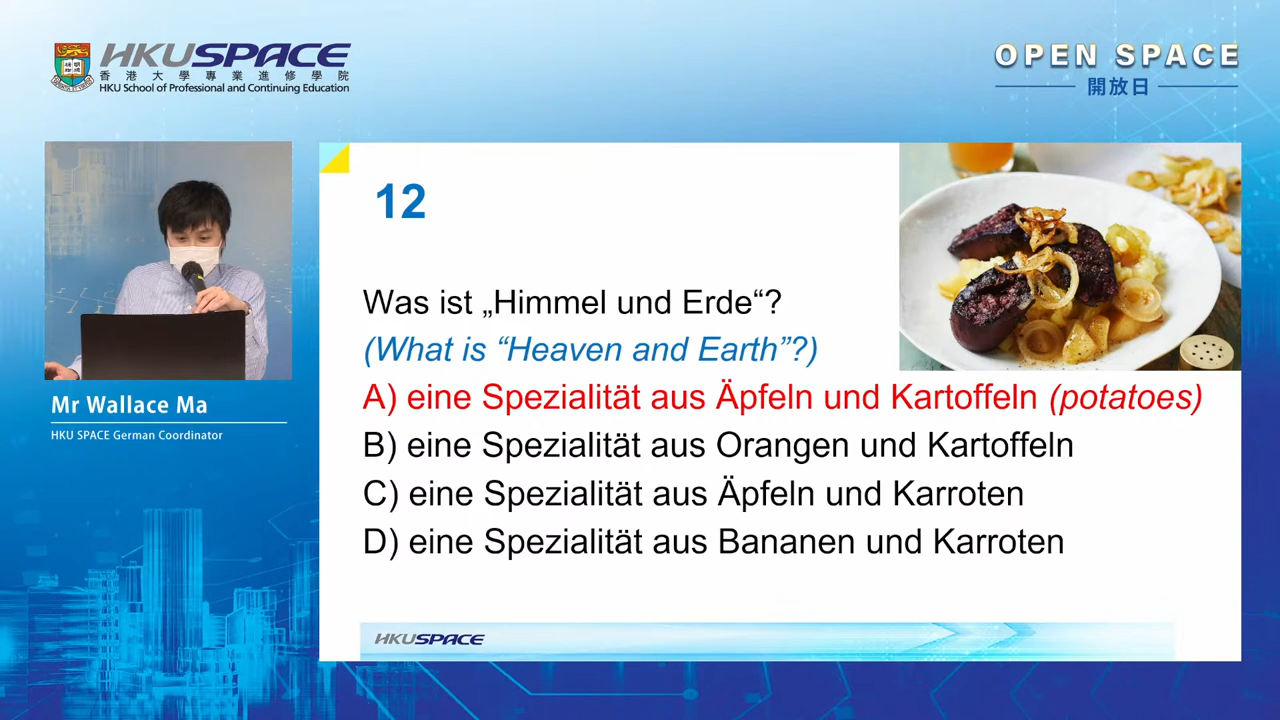 HKUSPACE
香港大學專業進修學院
HKU School of Professional and Continuing Education
OPEN SPACE
開放日
12
Was ist „Himmel und Erde“?
(What is “Heaven and Earth”?)
A) eine Spezialität aus Äpfeln und Kartoffeln (potatoes)
B) eine Spezialität aus Orangen und Kartoffeln
C) eine Spezialität aus Äpfeln und Karroten
D) eine Spezialität aus Bananen und Karroten
Mr Wallace Ma
HKU SPACE German Coordinator
HKUSPACE